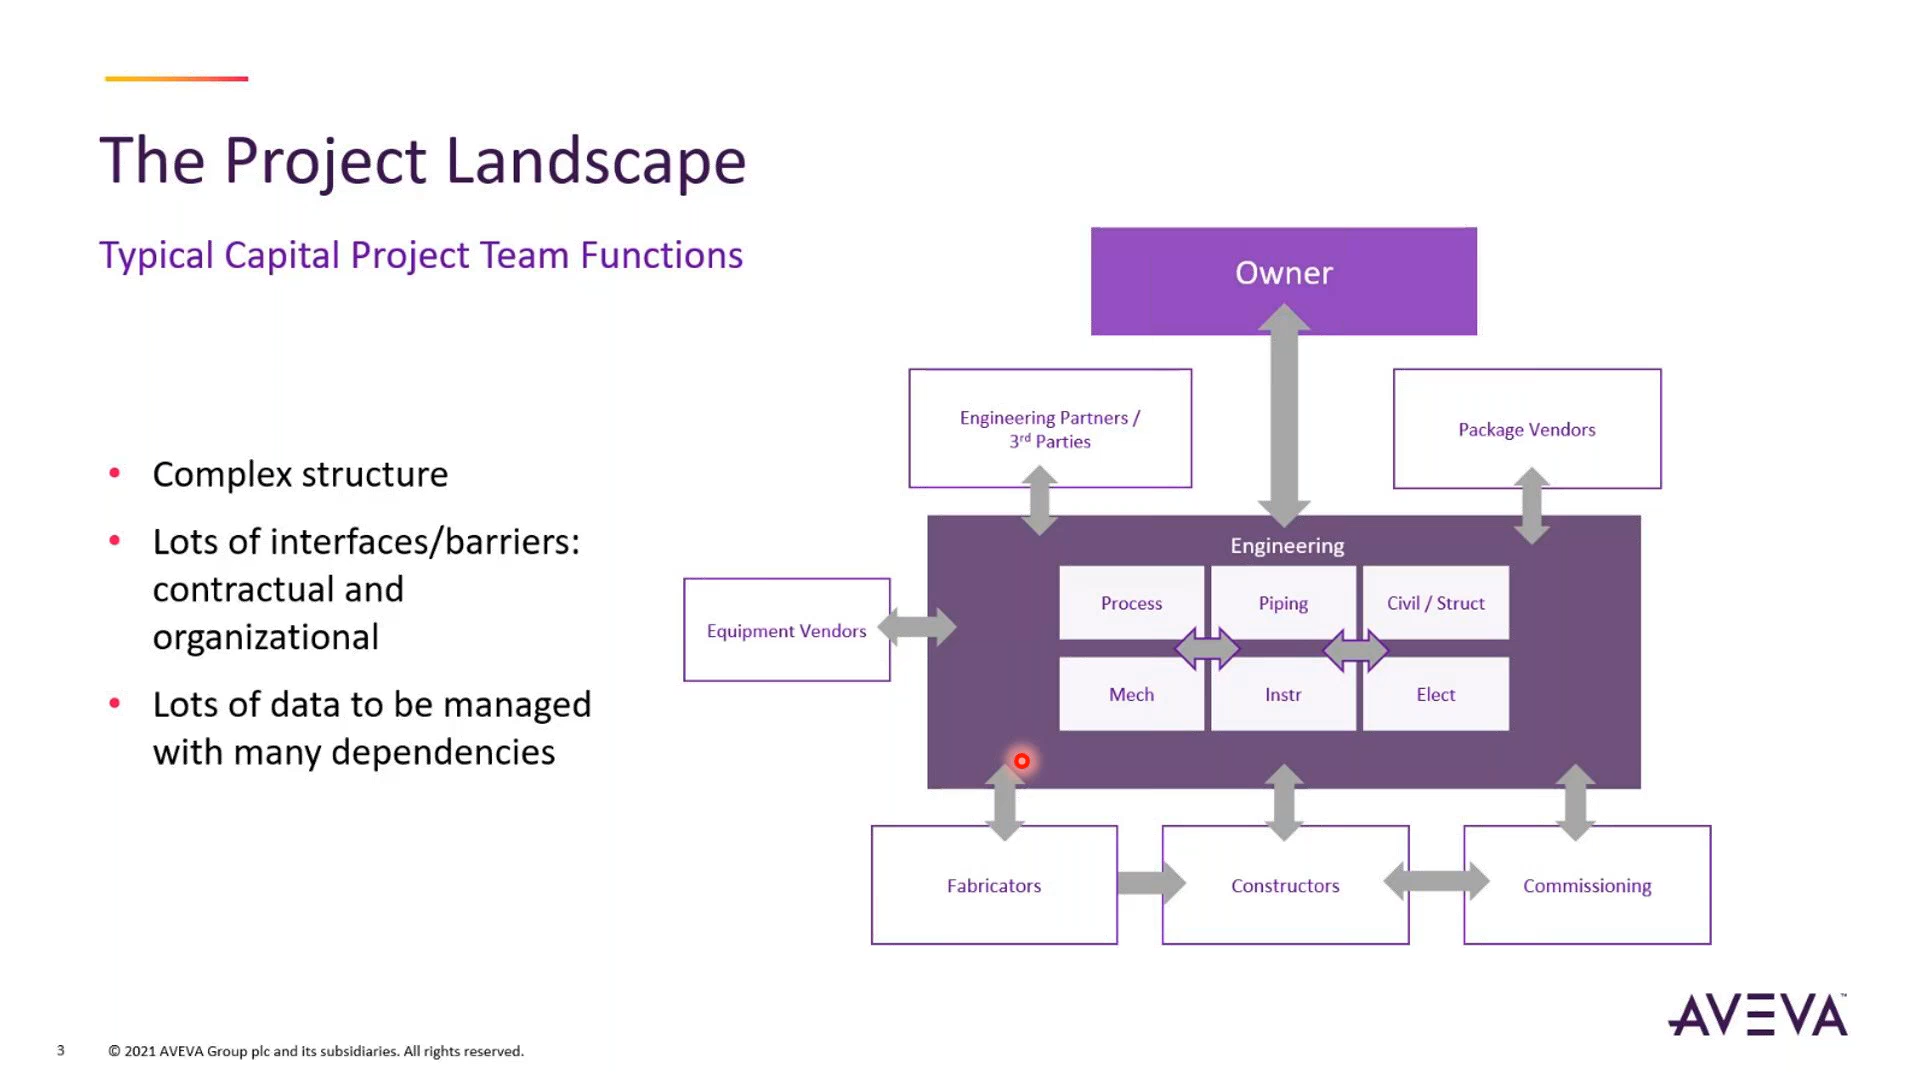 The Project Landscape
Typical Capital Project Team Functions
• Complex structure
• Lots of interfaces/barriers:
contractual and
organizational
• Lots of data to be managed
with many dependencies
Owner
Engineering Partners /
3rd Parties
Package Vendors
Engineering
Process
Piping
Civil / Struct
Equipment Vendors
Mech
Instr
Elect
Fabricators
Constructors
Commissioning
AVEVA™
3
© 2021 AVEVA Group plc and its subsidiaries. All rights reserved.